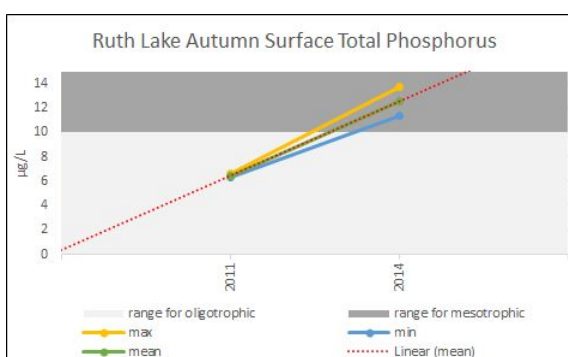 Ruth Lake Autumn Surface Total Phosphorus
14
12
10
8
6
4
2
0
µg/L
2011
2014
range for oligotrophic
range for mesotrophic
max
min
mean
Linear (mean)